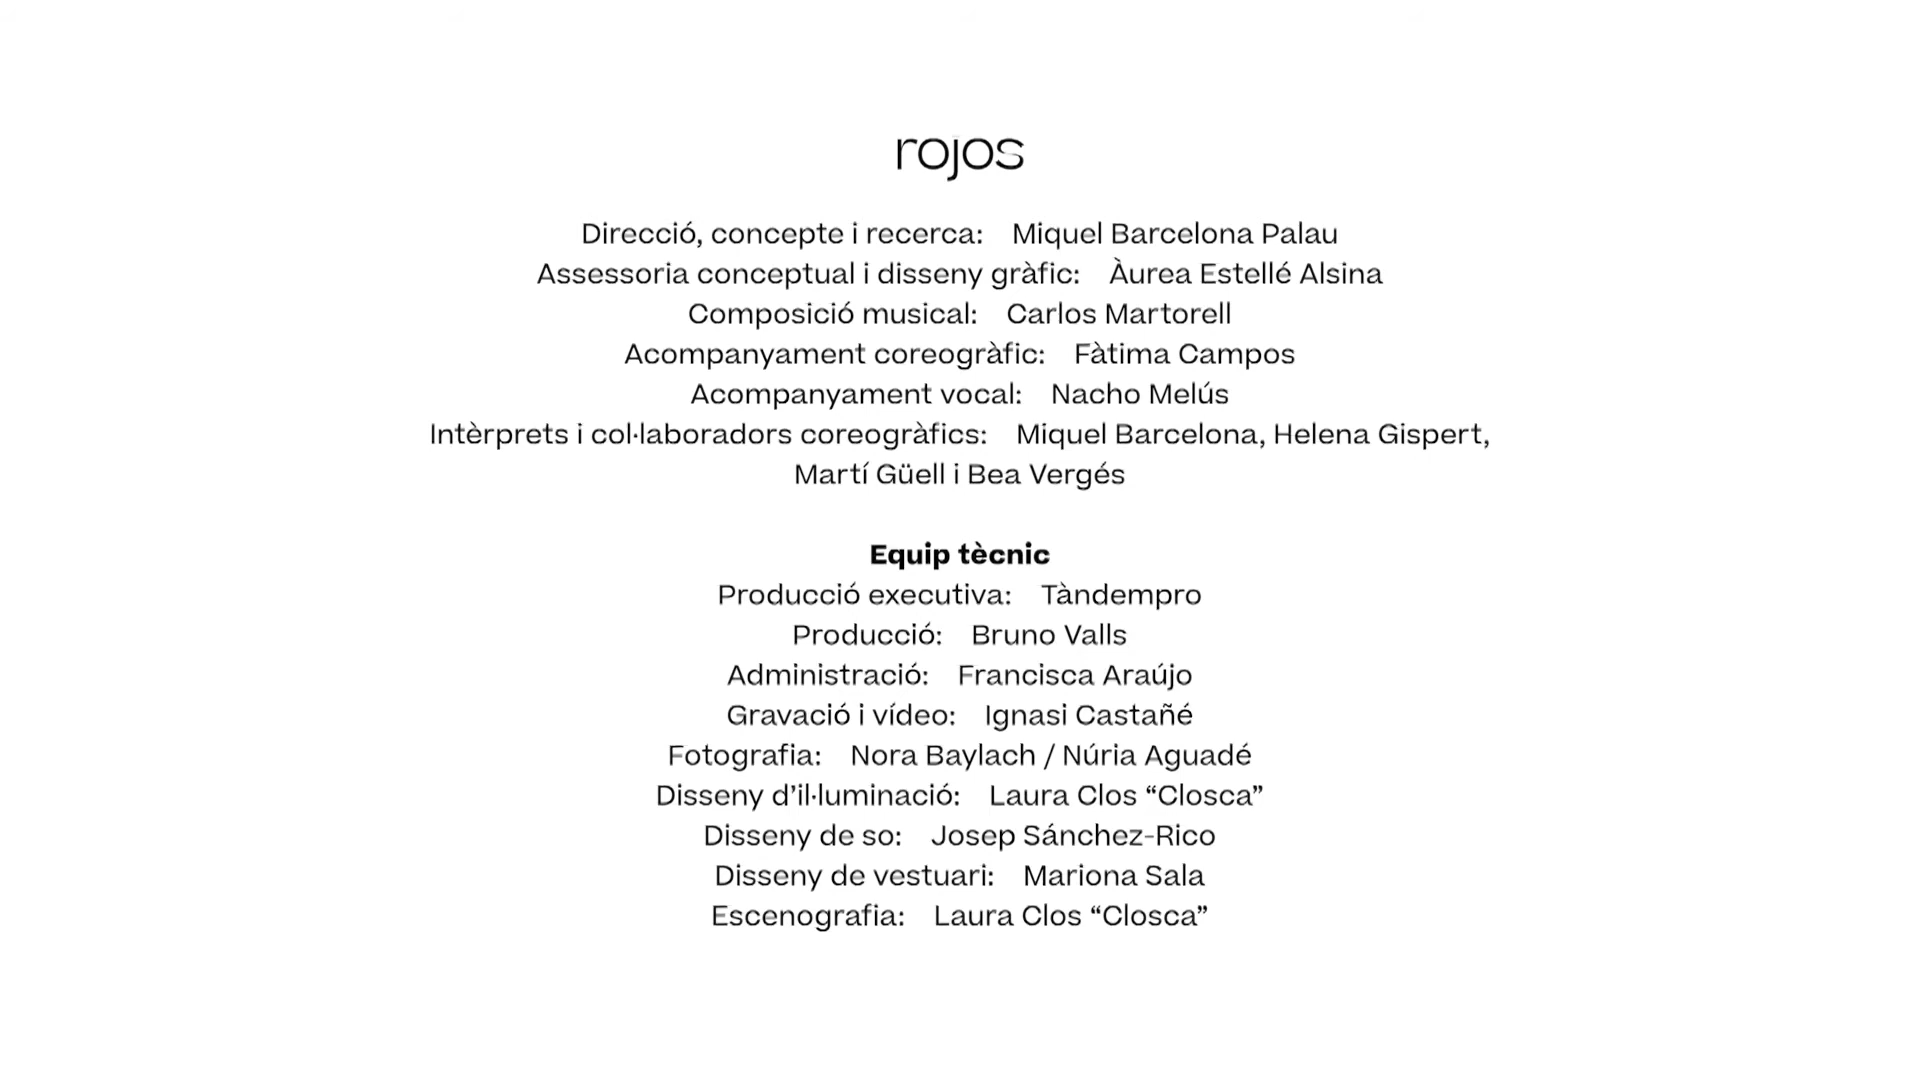 rojos
Direcció, concepte i recerca: Miquel Barcelona Palau
Assessoria conceptual i disseny gràfic: Àurea Estellé Alsina
Composició musical: Carlos Martorell
Acompanyament coreogràfic: Fàtima Campos
Acompanyament vocal: Nacho Melús
Intèrprets i col·laboradors coreogràfics: Miquel Barcelona, Helena Gispert,
Martí Güell i Bea Vergés
Equip tècnic
Producció executiva: Tàndempro
Producció: Bruno Valls
Administració: Francisca Araújo
Gravació i vídeo: Ignasi Castañé
Fotografia: Nora Baylach / Núria Aguadé
Disseny d’il·luminació: Laura Clos “Closca”
Disseny de so: Josep Sánchez-Rico
Disseny de vestuari: Mariona Sala
Escenografia: Laura Clos “Closca”